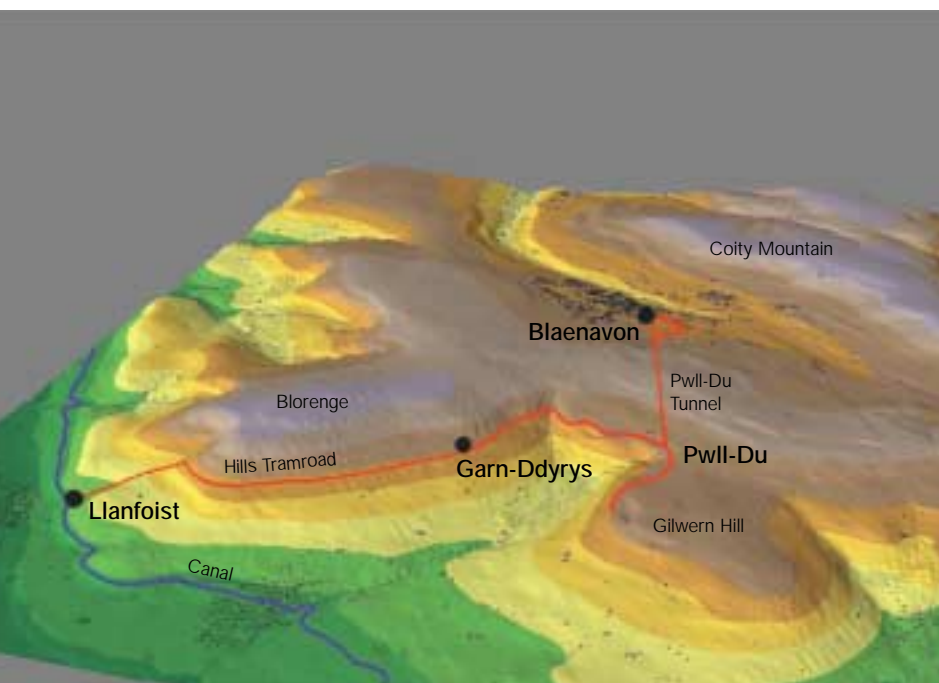 Coity Mountain
Blaenavon
Pwll-Du
Tunnel
Blorenge
Hills Tramroad
Garn-Ddyrys
Pwll-Du
Llanfoist
Gilwern Hill
Canal